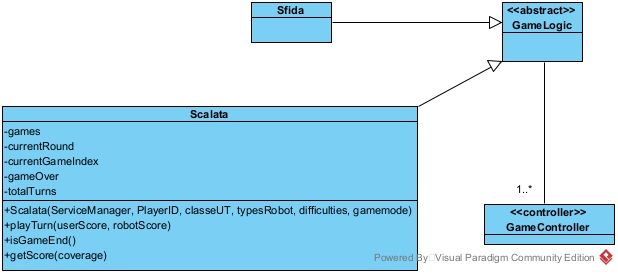 Sfida
<<abstract>>
GameLogic
Scalata
-games
-currentRound
-currentGameIndex
-gameOver
-totalTurns
+Scalata(ServiceManager, PlayerID, classeUT, typesRobot, difficulties, gamemode)
+playTurn(userScore, robotScore)
+isGameEnd()
+getScore(coverage)
1..*
<<controller>>
GameController
Powered By Visual Paradigm Community Edition